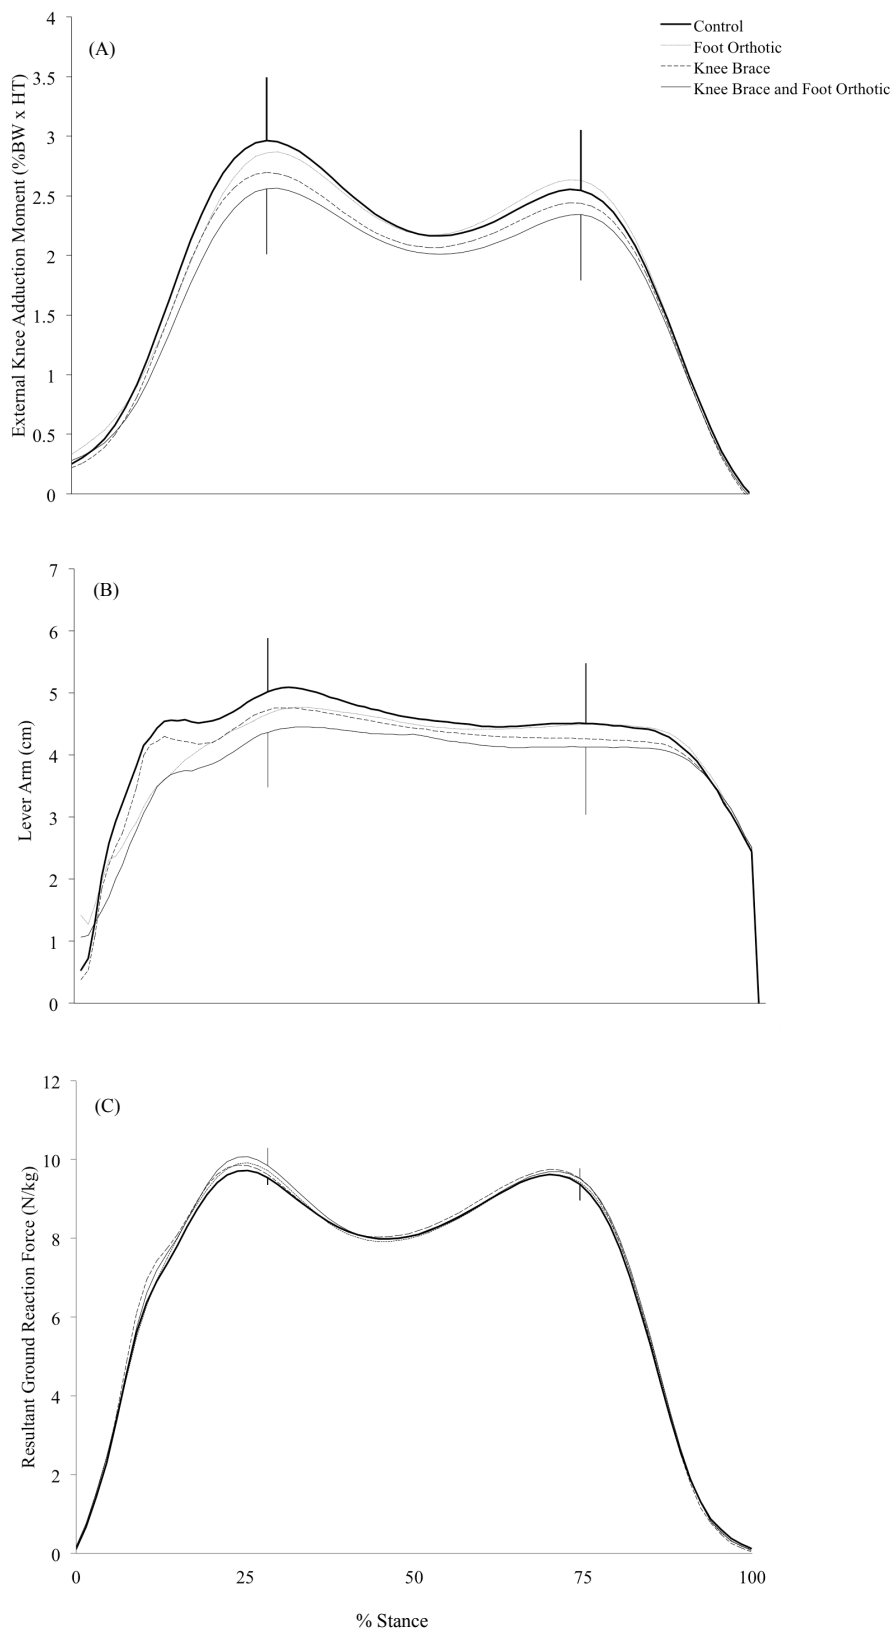 4
(A)
Control
Foot Orthotic
Knee Brace
Knee Brace and Foot Orthotic
3.5
3
2.5
2
1.5
1
0.5
0
External Knee Adduction Moment (%BW x HT)
7
(B)
6
5
4
3
2
1
0
Lever Arm (cm)
12
(C)
10
8
6
4
2
0
Resultant Ground Reaction Force (N/kg)
0 25 50 75 100
% Stance